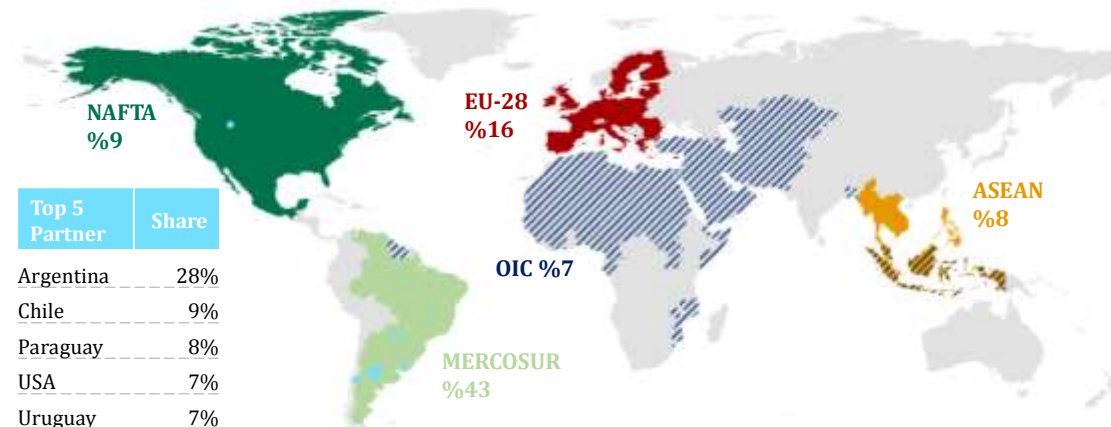 NAFTA
%9
EU-28
%16
ASEAN
%8
OIC %7
MERCOSUR
%43
Top 5 Partner Share
Argentina 28%
Chile 9%
Paraguay 8%
USA 7%
Uruguay 7%